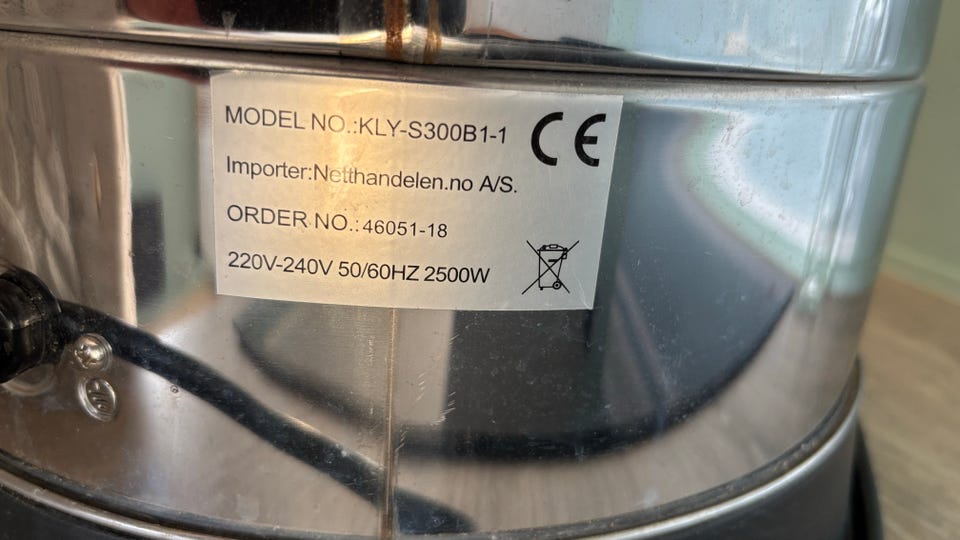 MODEL NO.:KLY-S300B1-1
CE
Importer:Netthandelen.no A/S.
ORDER NO.:46051-18
220V-240V 50/60HZ 2500W